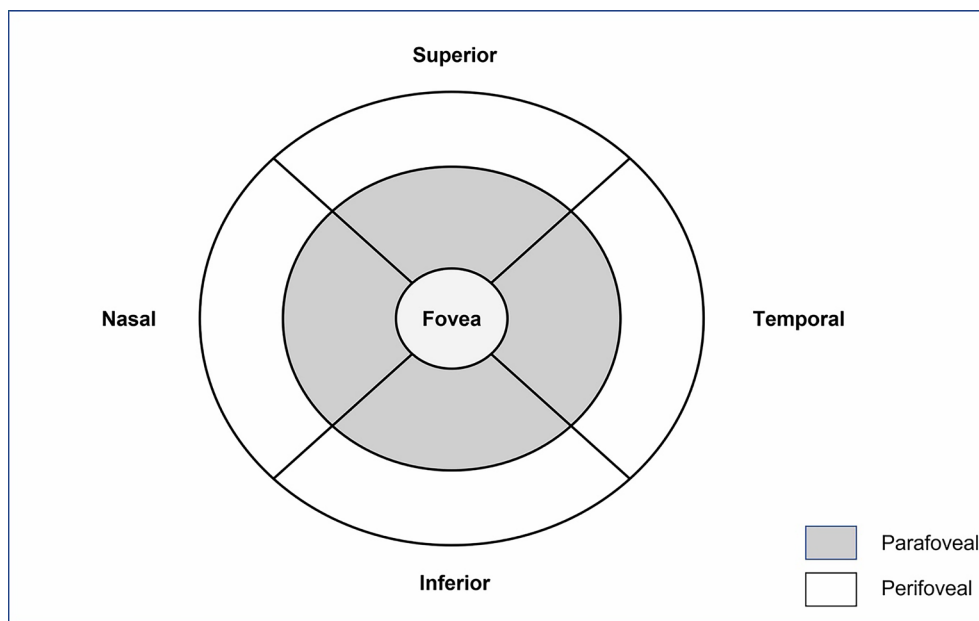 Superior
Nasal
Fovea
Temporal
Inferior
Parafoveal
Perifoveal